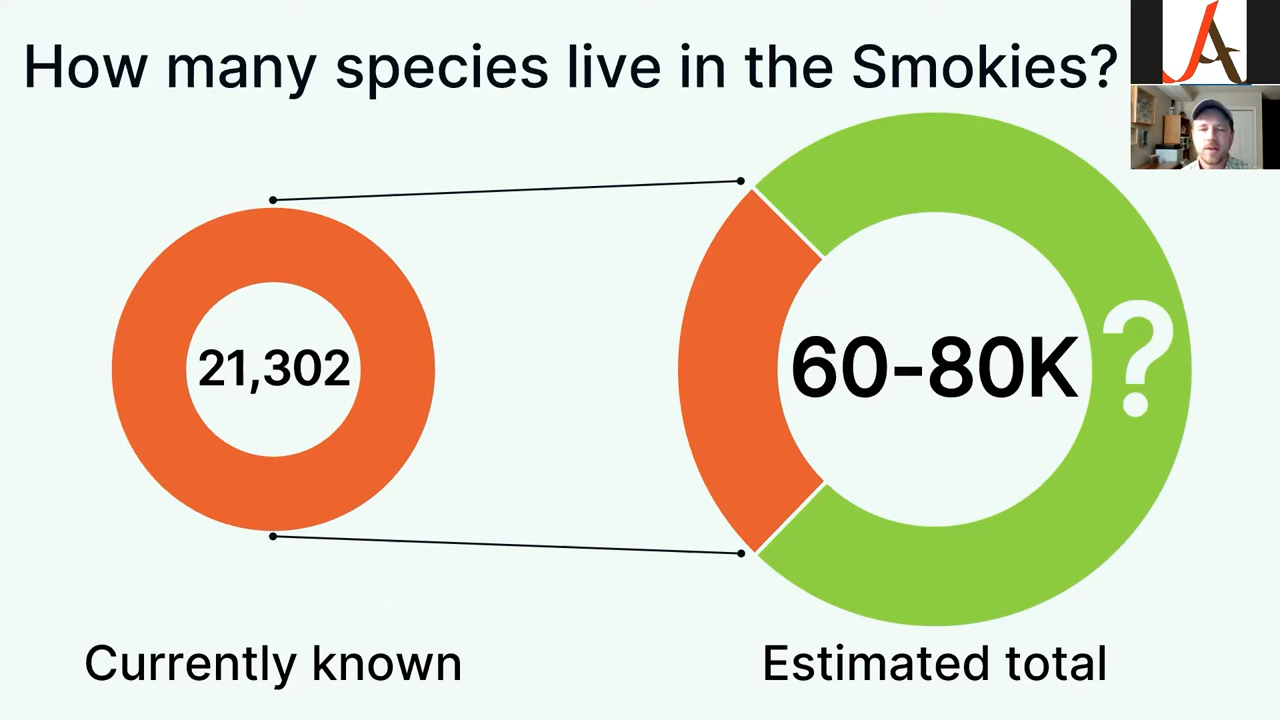 How many species live in the Smokies?
21,302
60-80K
?
Currently known
Estimated total